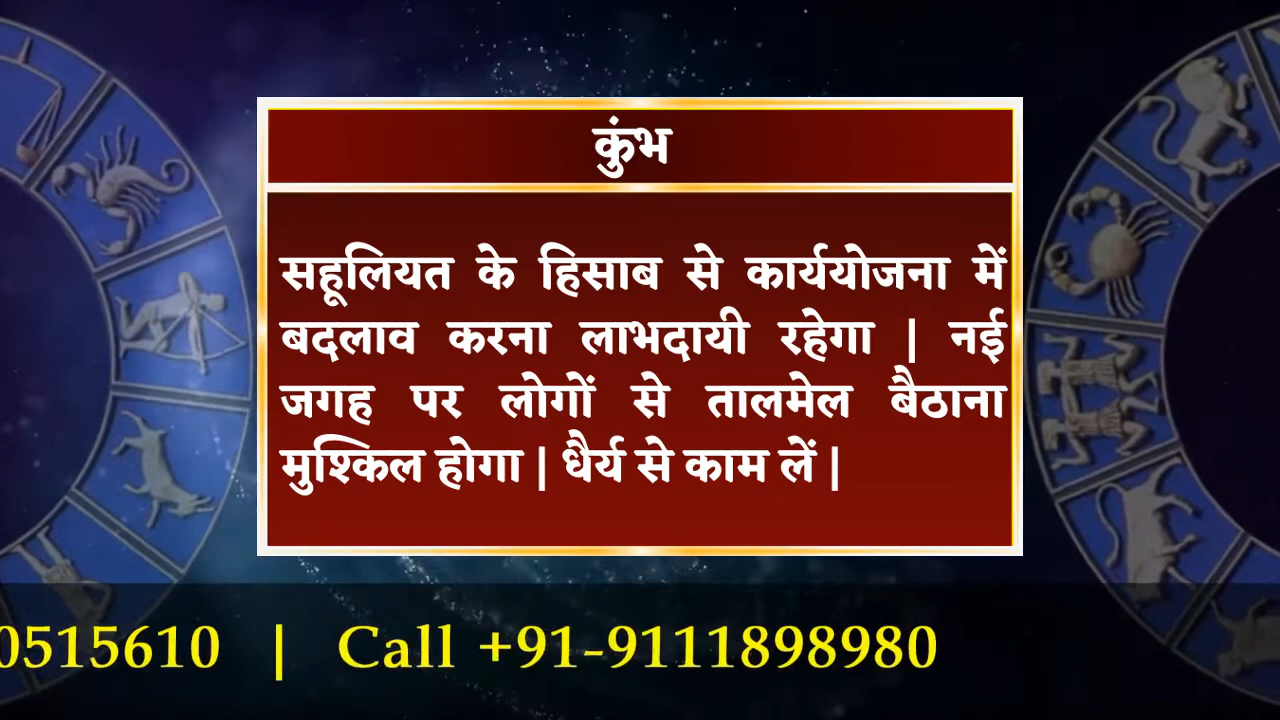 कुंभ
सहूलियत के हिसाब से कार्ययोजना में
बदलाव करना लाभदायी रहेगा | नई
जगह पर लोगों से तालमेल बैठाना
मुश्किल होगा | धैर्य से काम लें |
0515610 | Call +91-9111898980